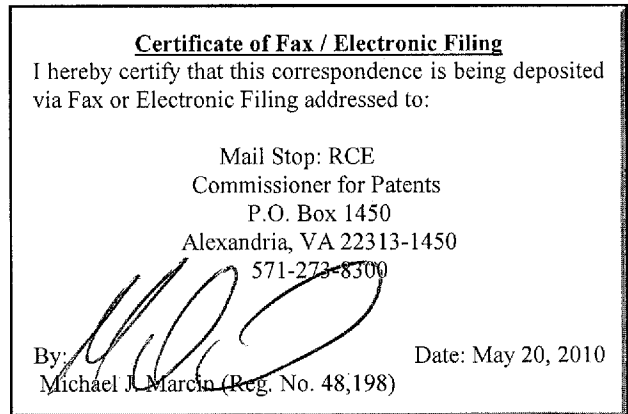 Certificate of Fax / Electronic Filing
I hereby certify that this correspondence is being deposited
via Fax or Electronic Filing addressed to:
Mail Stop: RCE
Commissioner for Patents
P.O. Box 1450
Alexandria, VA 22313-1450
571-273-8300
By: Date: May 20, 2010
Michael J. Marcin (Reg. No. 48,198)